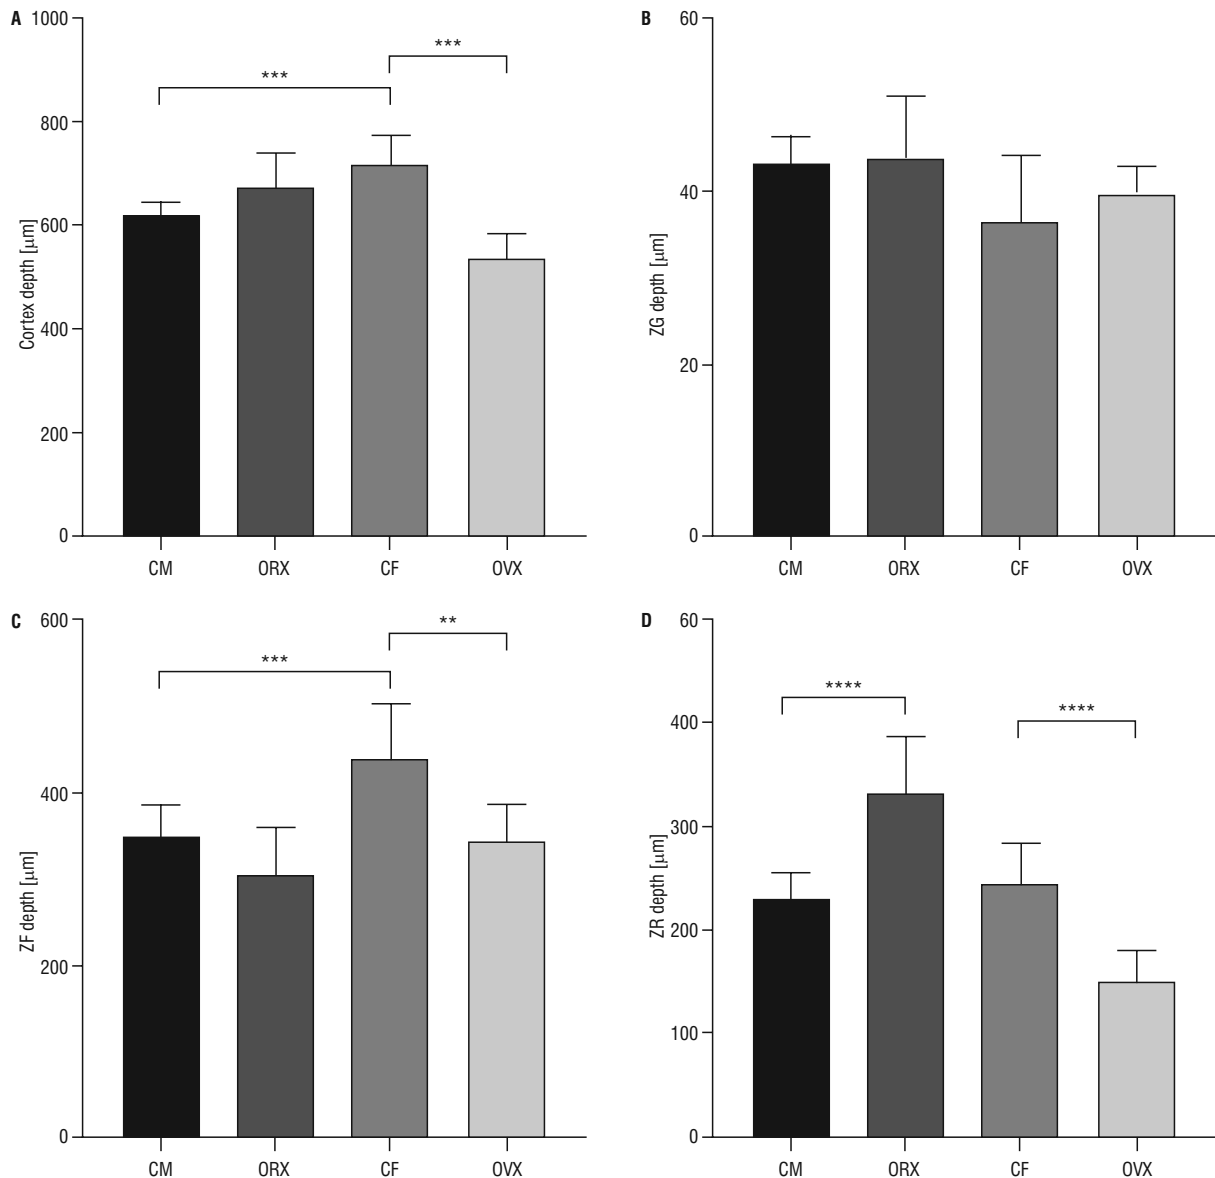 A
1000
800
600
400
200
0
Cortex depth [µm]
***
***
CM ORX CF OVX
B
60
40
20
0
ZG depth [µm]
CM ORX CF OVX
C
600
400
200
0
ZF depth [µm]
***
**
CM ORX CF OVX
D
60
400
300
200
100
0
ZR depth [µm]
****
****
CM ORX CF OVX